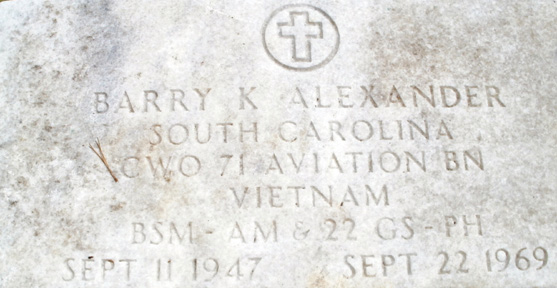 BARRY K ALEXANDER
SOUTH CAROLINA
CWO 71 AVIATION BN
VIETNAM
BSM - AM & 22 GS - PH
SEPT 11 1947 SEPT 22 1969